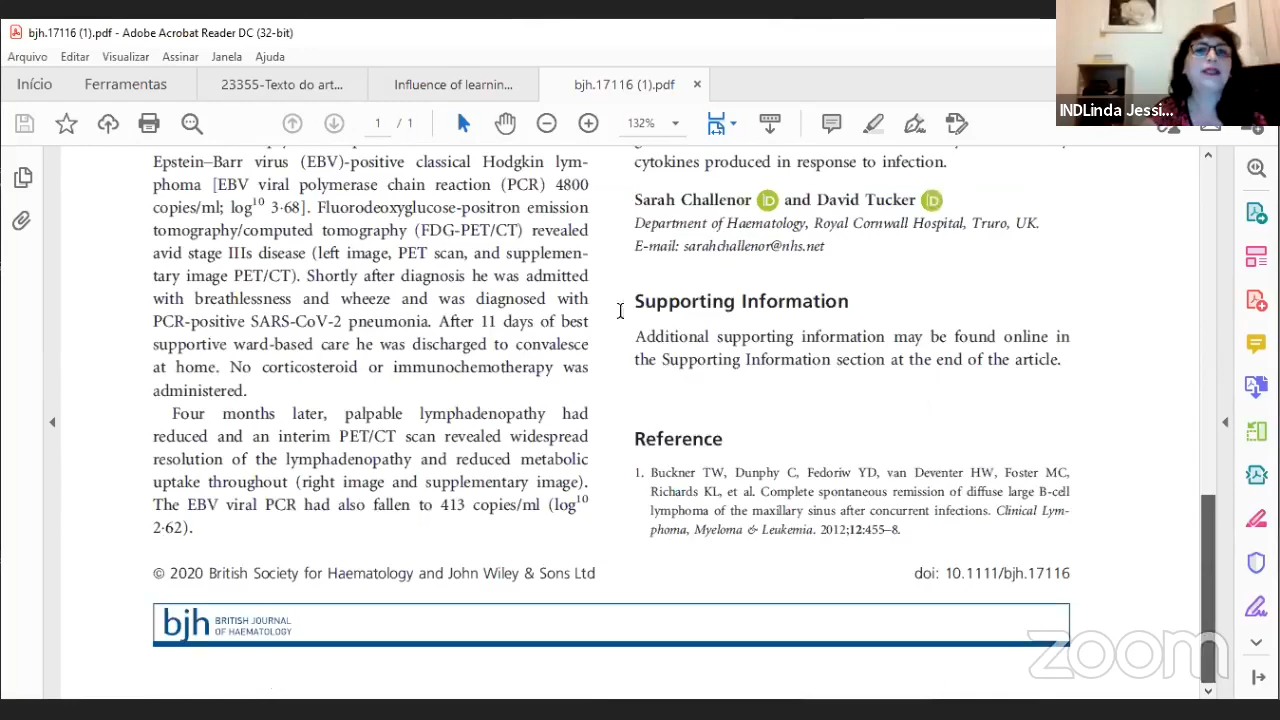 bjh.17116 (1).pdf - Adobe Acrobat Reader DC (32-bit)
Arquivo Editar Visualizar Assinar Janela Ajuda
Início Ferramentas 23355-Texto do art... Influence of learnin... bjh.17116 (1).pdf ×
INDLinda Jessi...
1 / 1 132%
Epstein–Barr virus (EBV)-positive classical Hodgkin lym-
phoma [EBV viral polymerase chain reaction (PCR) 4800
copies/ml; log10 3·68]. Fluorodeoxyglucose-positron emission
tomography/computed tomography (FDG-PET/CT) revealed
avid stage IIIs disease (left image, PET scan, and supplemen-
tary image PET/CT). Shortly after diagnosis he was admitted
with breathlessness and wheeze and was diagnosed with
PCR-positive SARS-CoV-2 pneumonia. After 11 days of best
supportive ward-based care he was discharged to convalesce
at home. No corticosteroid or immunochemotherapy was
administered.
Four months later, palpable lymphadenopathy had
reduced and an interim PET/CT scan revealed widespread
resolution of the lymphadenopathy and reduced metabolic
uptake throughout (right image and supplementary image).
The EBV viral PCR had also fallen to 413 copies/ml (log10
2·62).
cytokines produced in response to infection.
Sarah Challenor iD and David Tucker iD
Department of Haematology, Royal Cornwall Hospital, Truro, UK.
E-mail: sarahchallenor@nhs.net
Supporting Information
Additional supporting information may be found online in
the Supporting Information section at the end of the article.
Reference
1. Buckner TW, Dunphy C, Fedoriw YD, van Deventer HW, Foster MC,
Richards KL, et al. Complete spontaneous remission of diffuse large B-cell
lymphoma of the maxillary sinus after concurrent infections. Clinical Lym-
phoma, Myeloma & Leukemia. 2012;12:455–8.
© 2020 British Society for Haematology and John Wiley & Sons Ltd
doi: 10.1111/bjh.17116
bjh BRITISH JOURNAL
OF HAEMATOLOGY
zoom